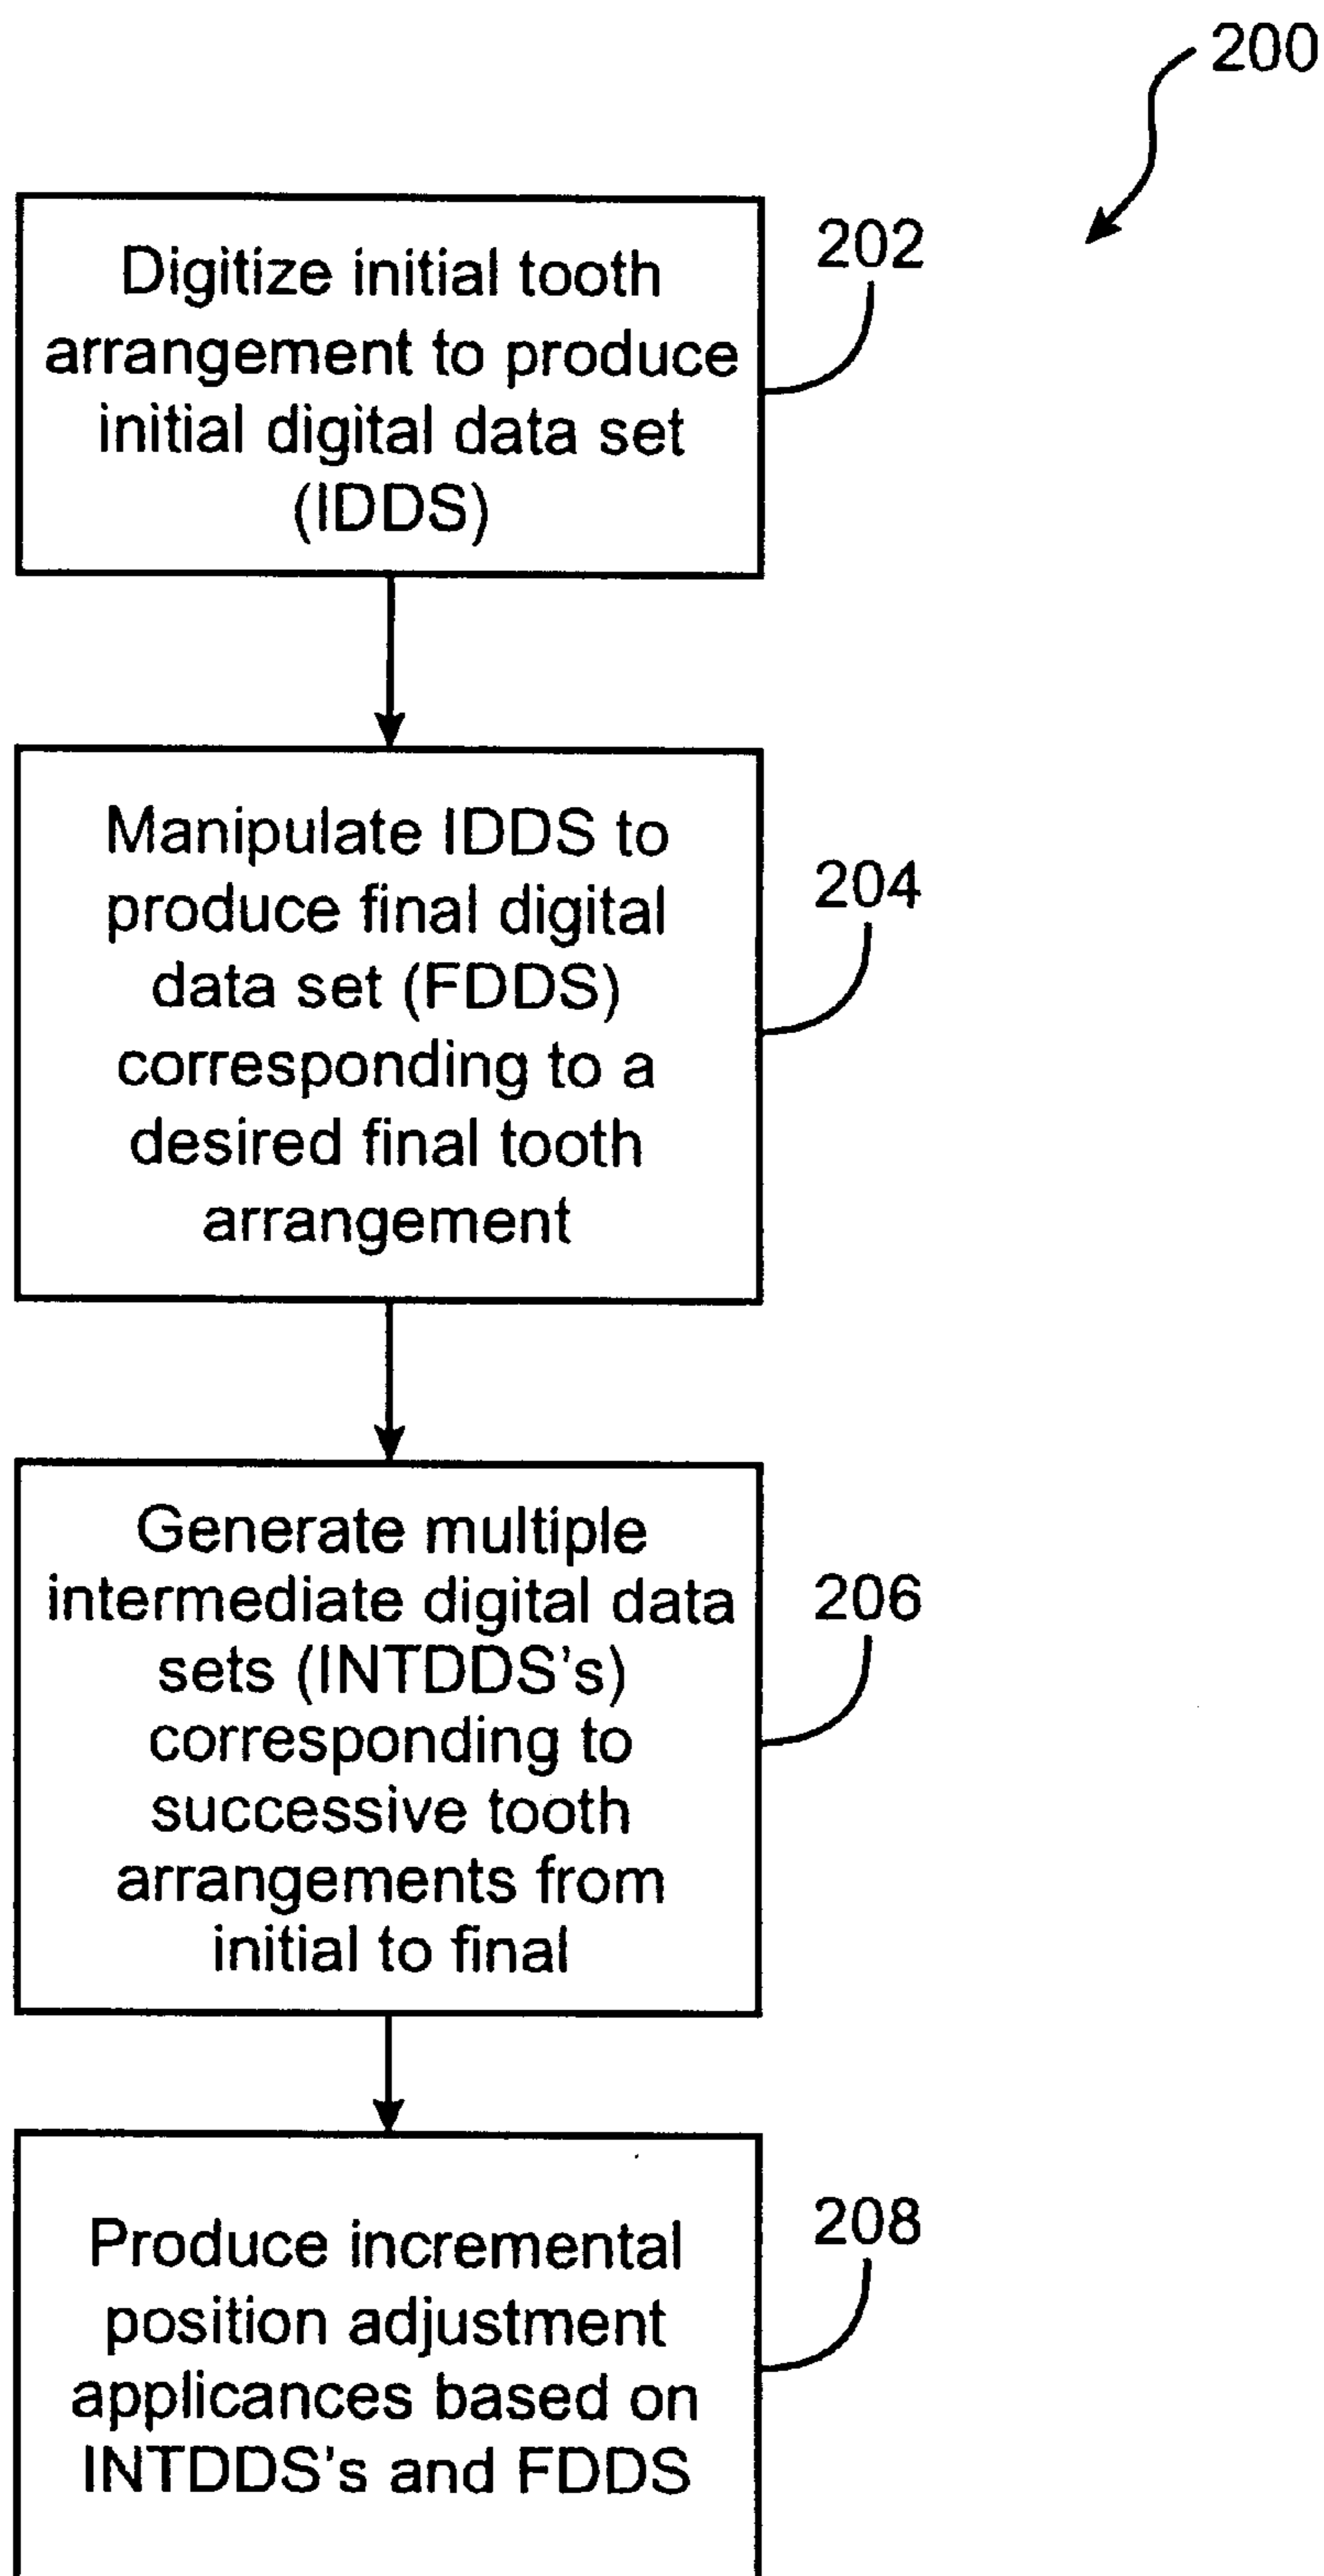 200
Digitize initial tooth
arrangement to produce
initial digital data set
(IDDS)
202
Manipulate IDDS to
produce final digital
data set (FDDS)
corresponding to a
desired final tooth
arrangement
204
Generate multiple
intermediate digital data
sets (INTDDS's)
corresponding to
successive tooth
arrangements from
initial to final
206
Produce incremental
position adjustment
applicances based on
INTDDS's and FDDS
208